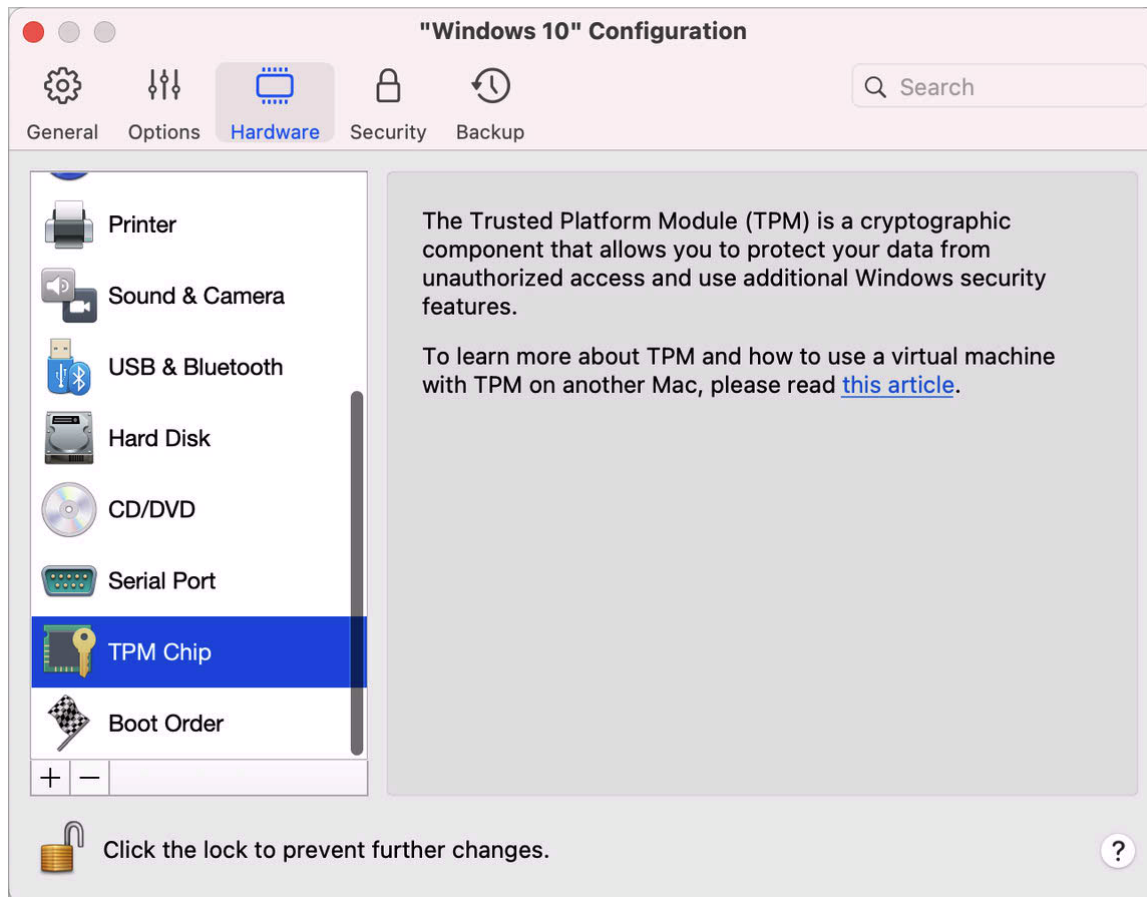 "Windows 10" Configuration
General
Options
Hardware
Security
Backup
Search
Printer
Sound & Camera
USB & Bluetooth
Hard Disk
CD/DVD
Serial Port
TPM Chip
Boot Order
+ −
The Trusted Platform Module (TPM) is a cryptographic
component that allows you to protect your data from
unauthorized access and use additional Windows security
features.
To learn more about TPM and how to use a virtual machine
with TPM on another Mac, please read this article.
Click the lock to prevent further changes.
?